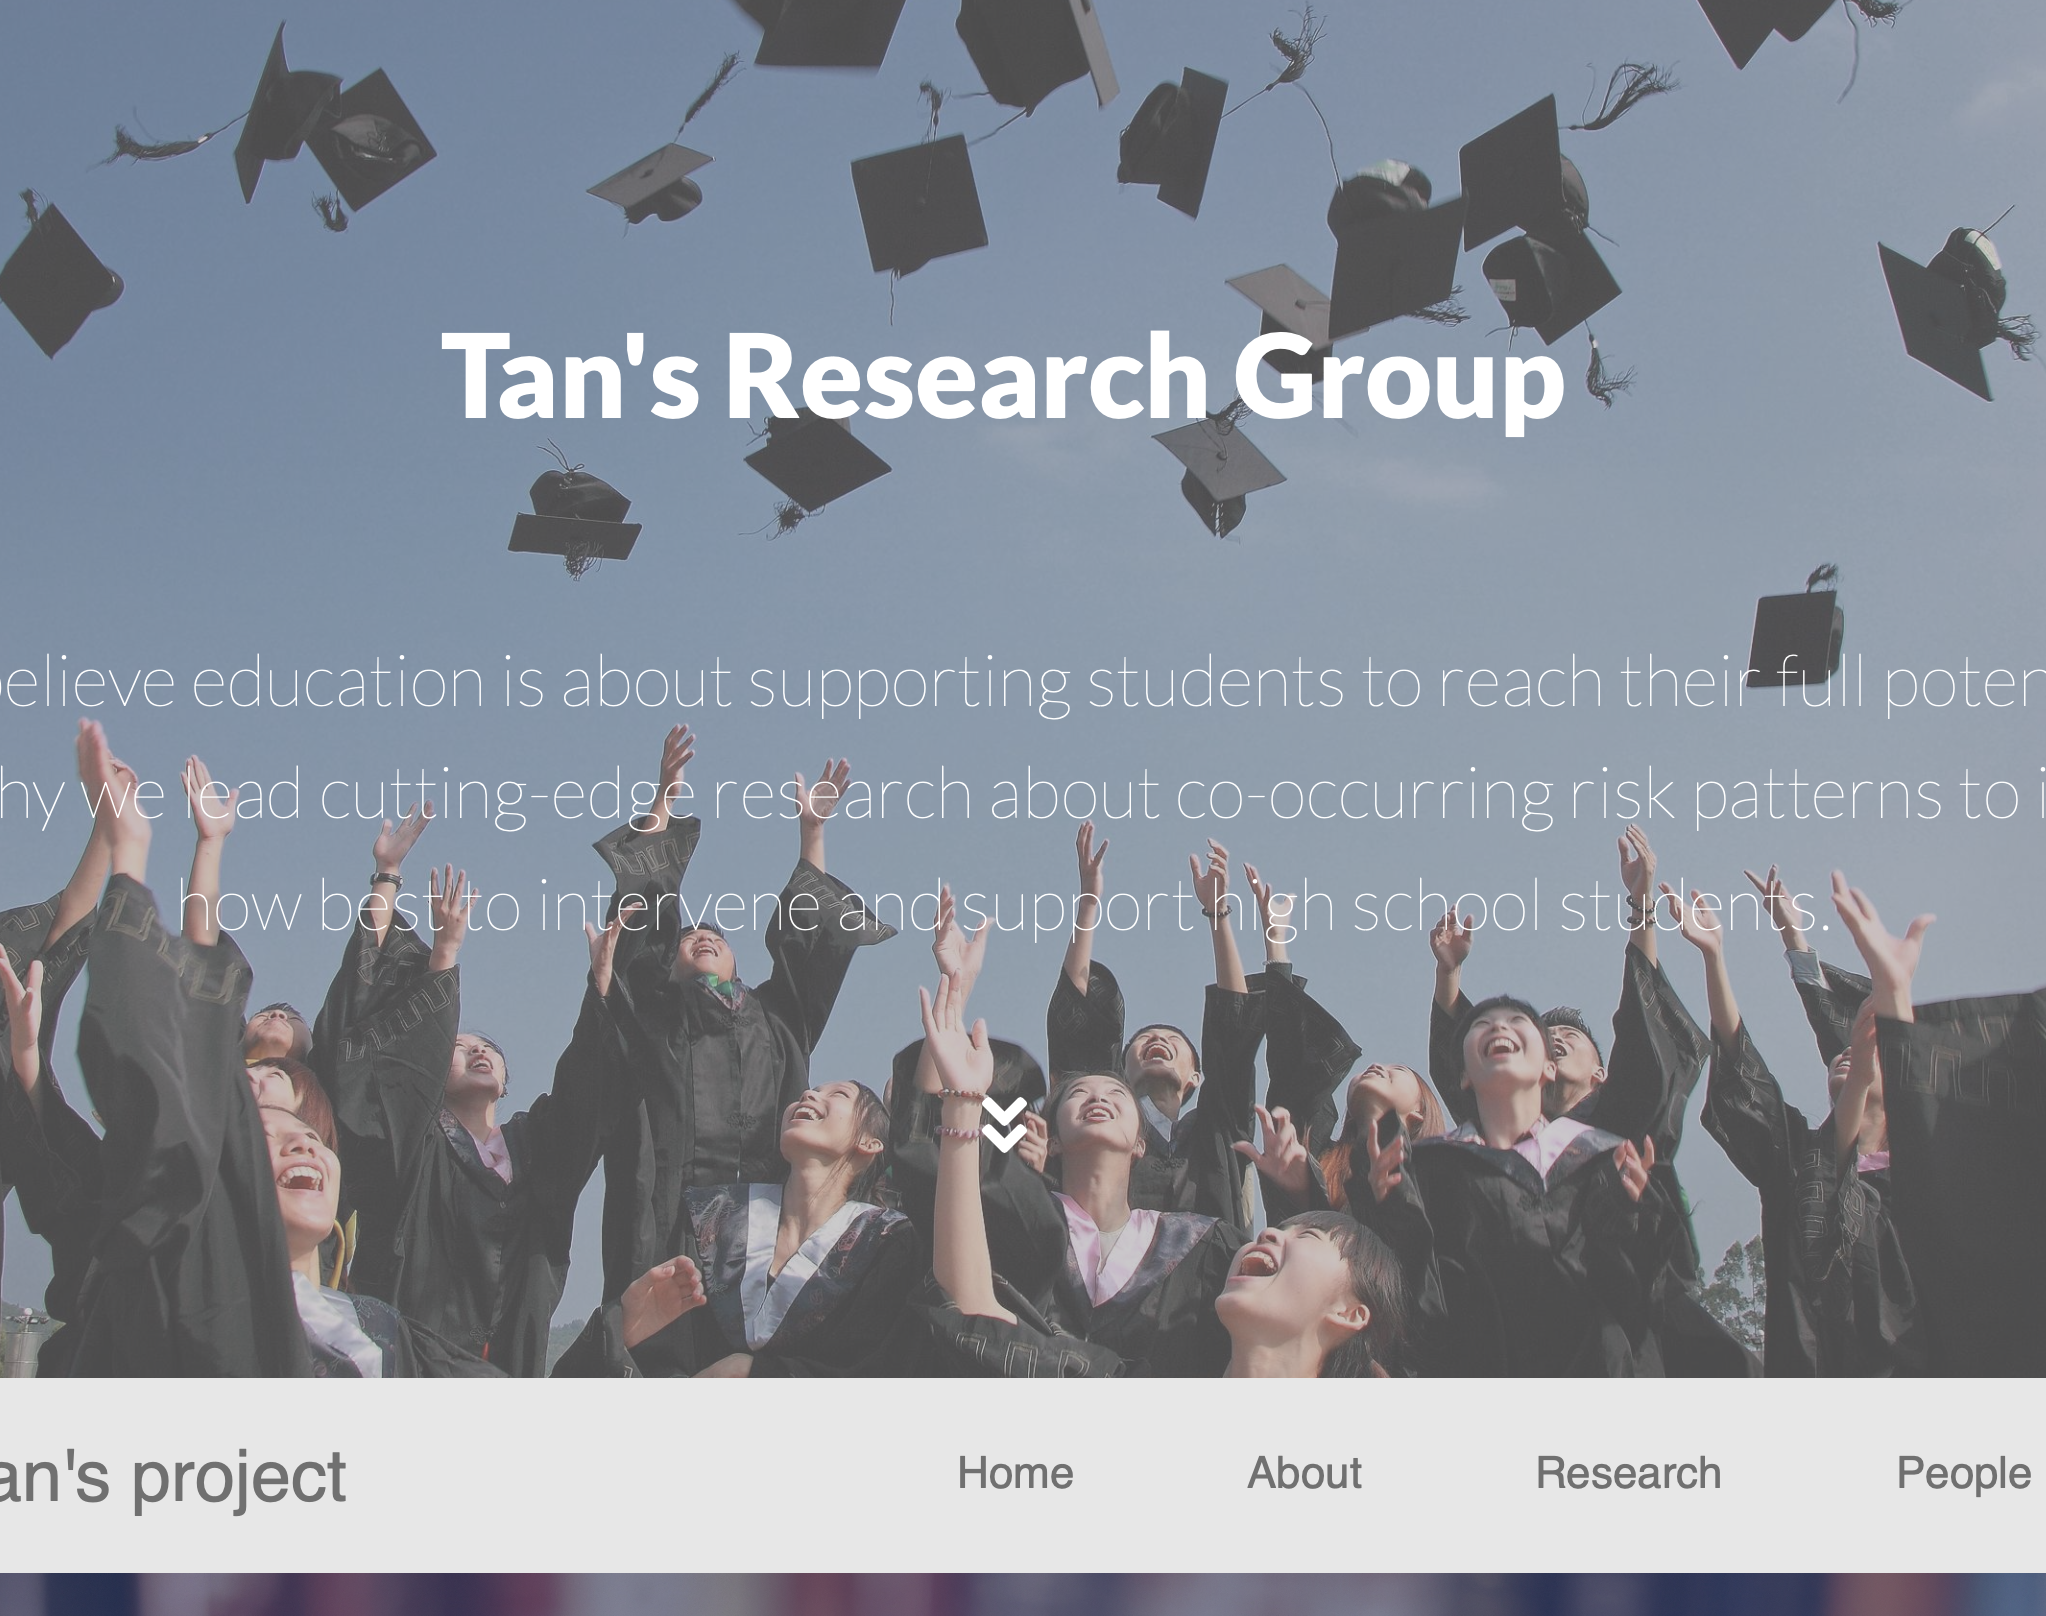 Tan's Research Group
elieve education is about supporting students to reach their full poten
hy we lead cutting-edge research about co-occurring risk patterns to i
how best to intervene and support high school students.
an's project
Home About Research People